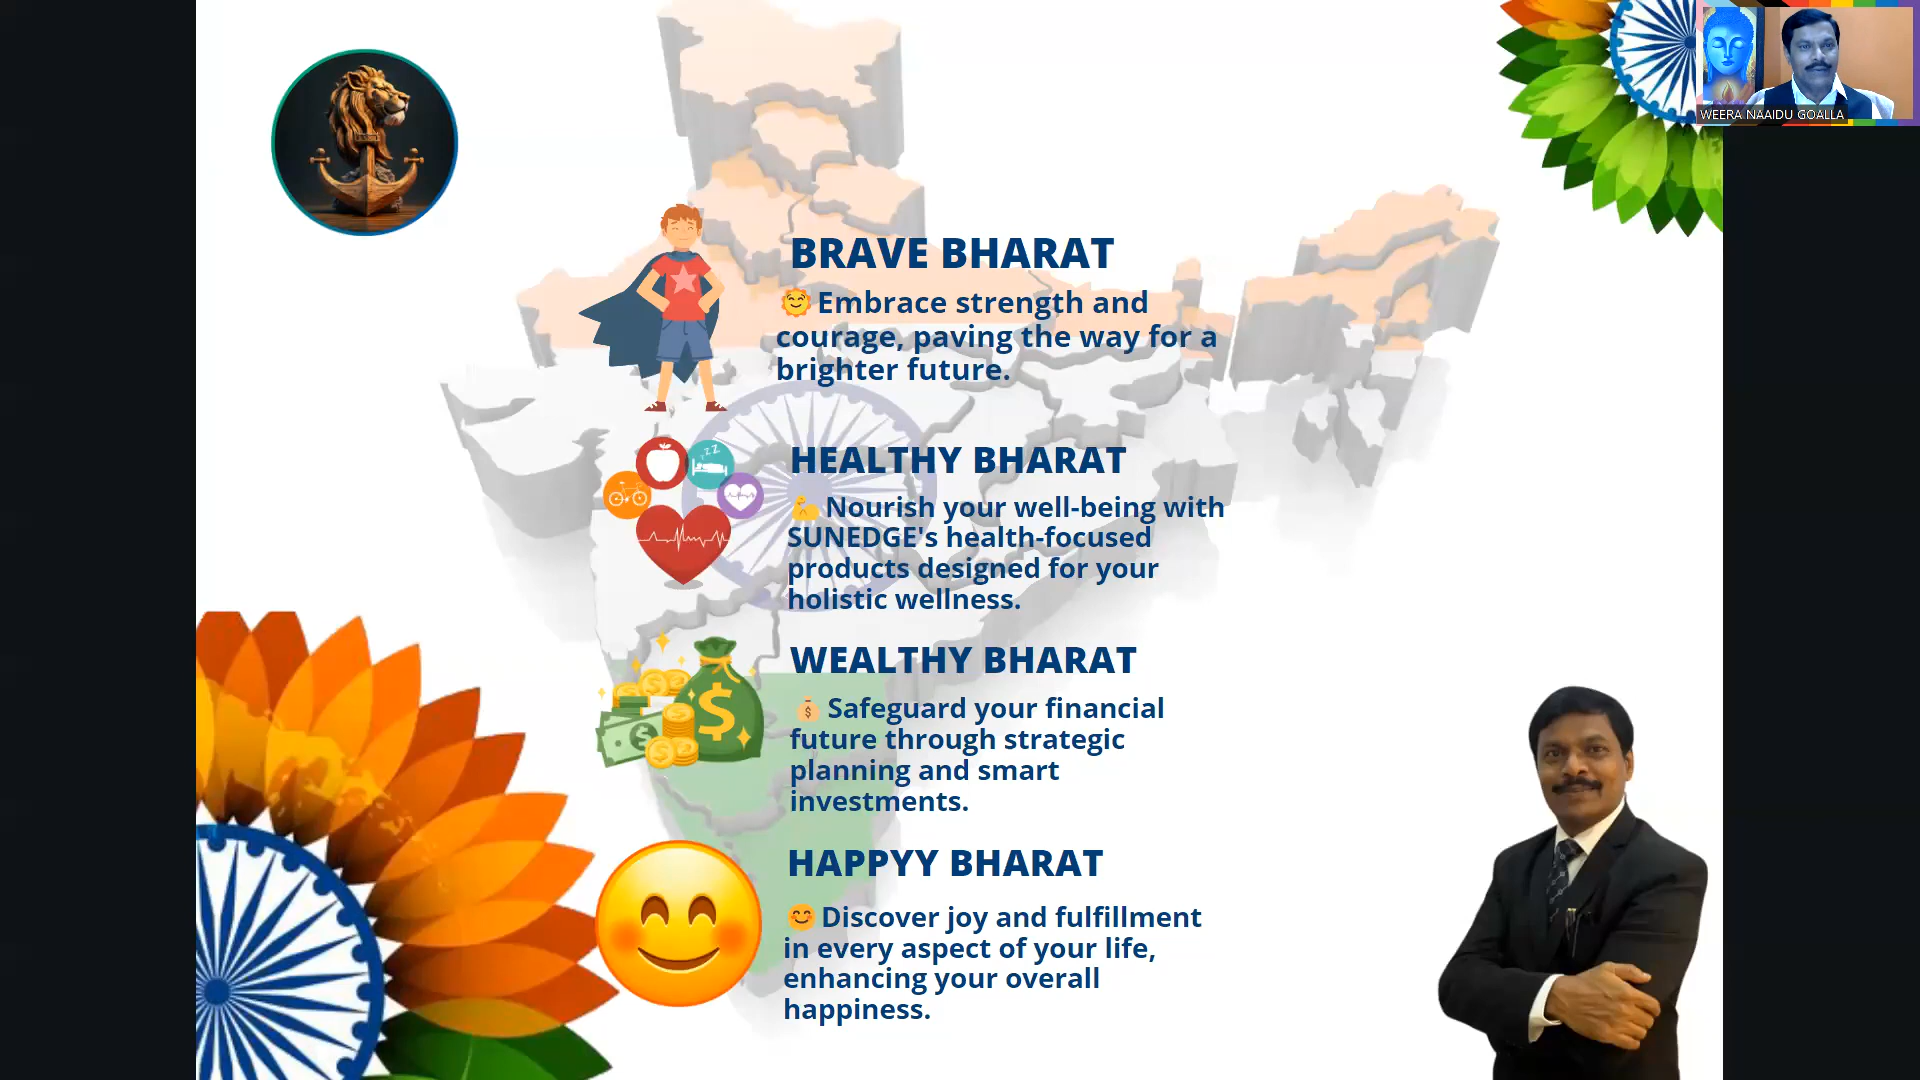 WEERA NAAIDU GOALLA
BRAVE BHARAT
🌞 Embrace strength and
courage, paving the way for a
brighter future.
HEALTHY BHARAT
💪 Nourish your well-being with
SUNEDGE's health-focused
products designed for your
holistic wellness.
WEALTHY BHARAT
💰 Safeguard your financial
future through strategic
planning and smart
investments.
HAPPYY BHARAT
😊 Discover joy and fulfillment
in every aspect of your life,
enhancing your overall
happiness.